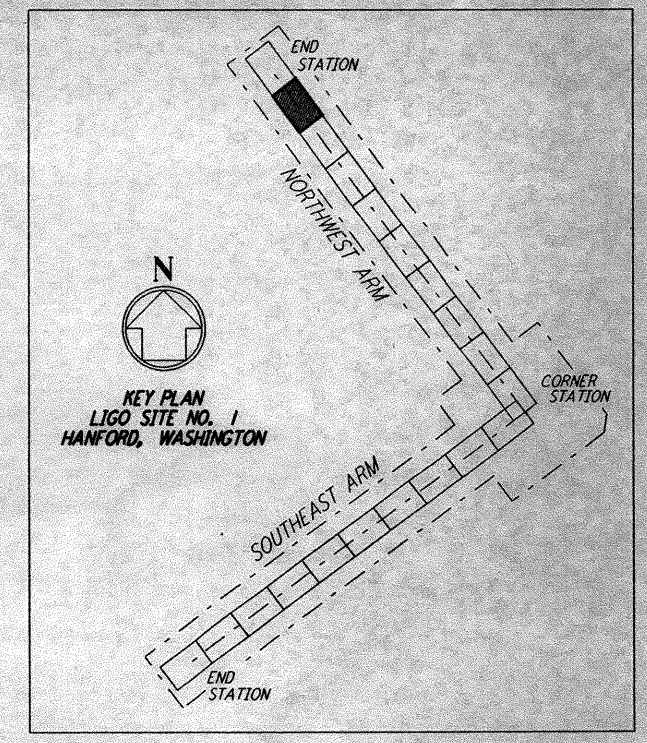 END
STATION
NORTHWEST ARM
N
KEY PLAN
LIGO SITE NO. 1
HANFORD, WASHINGTON
CORNER
STATION
SOUTHEAST ARM
END
STATION